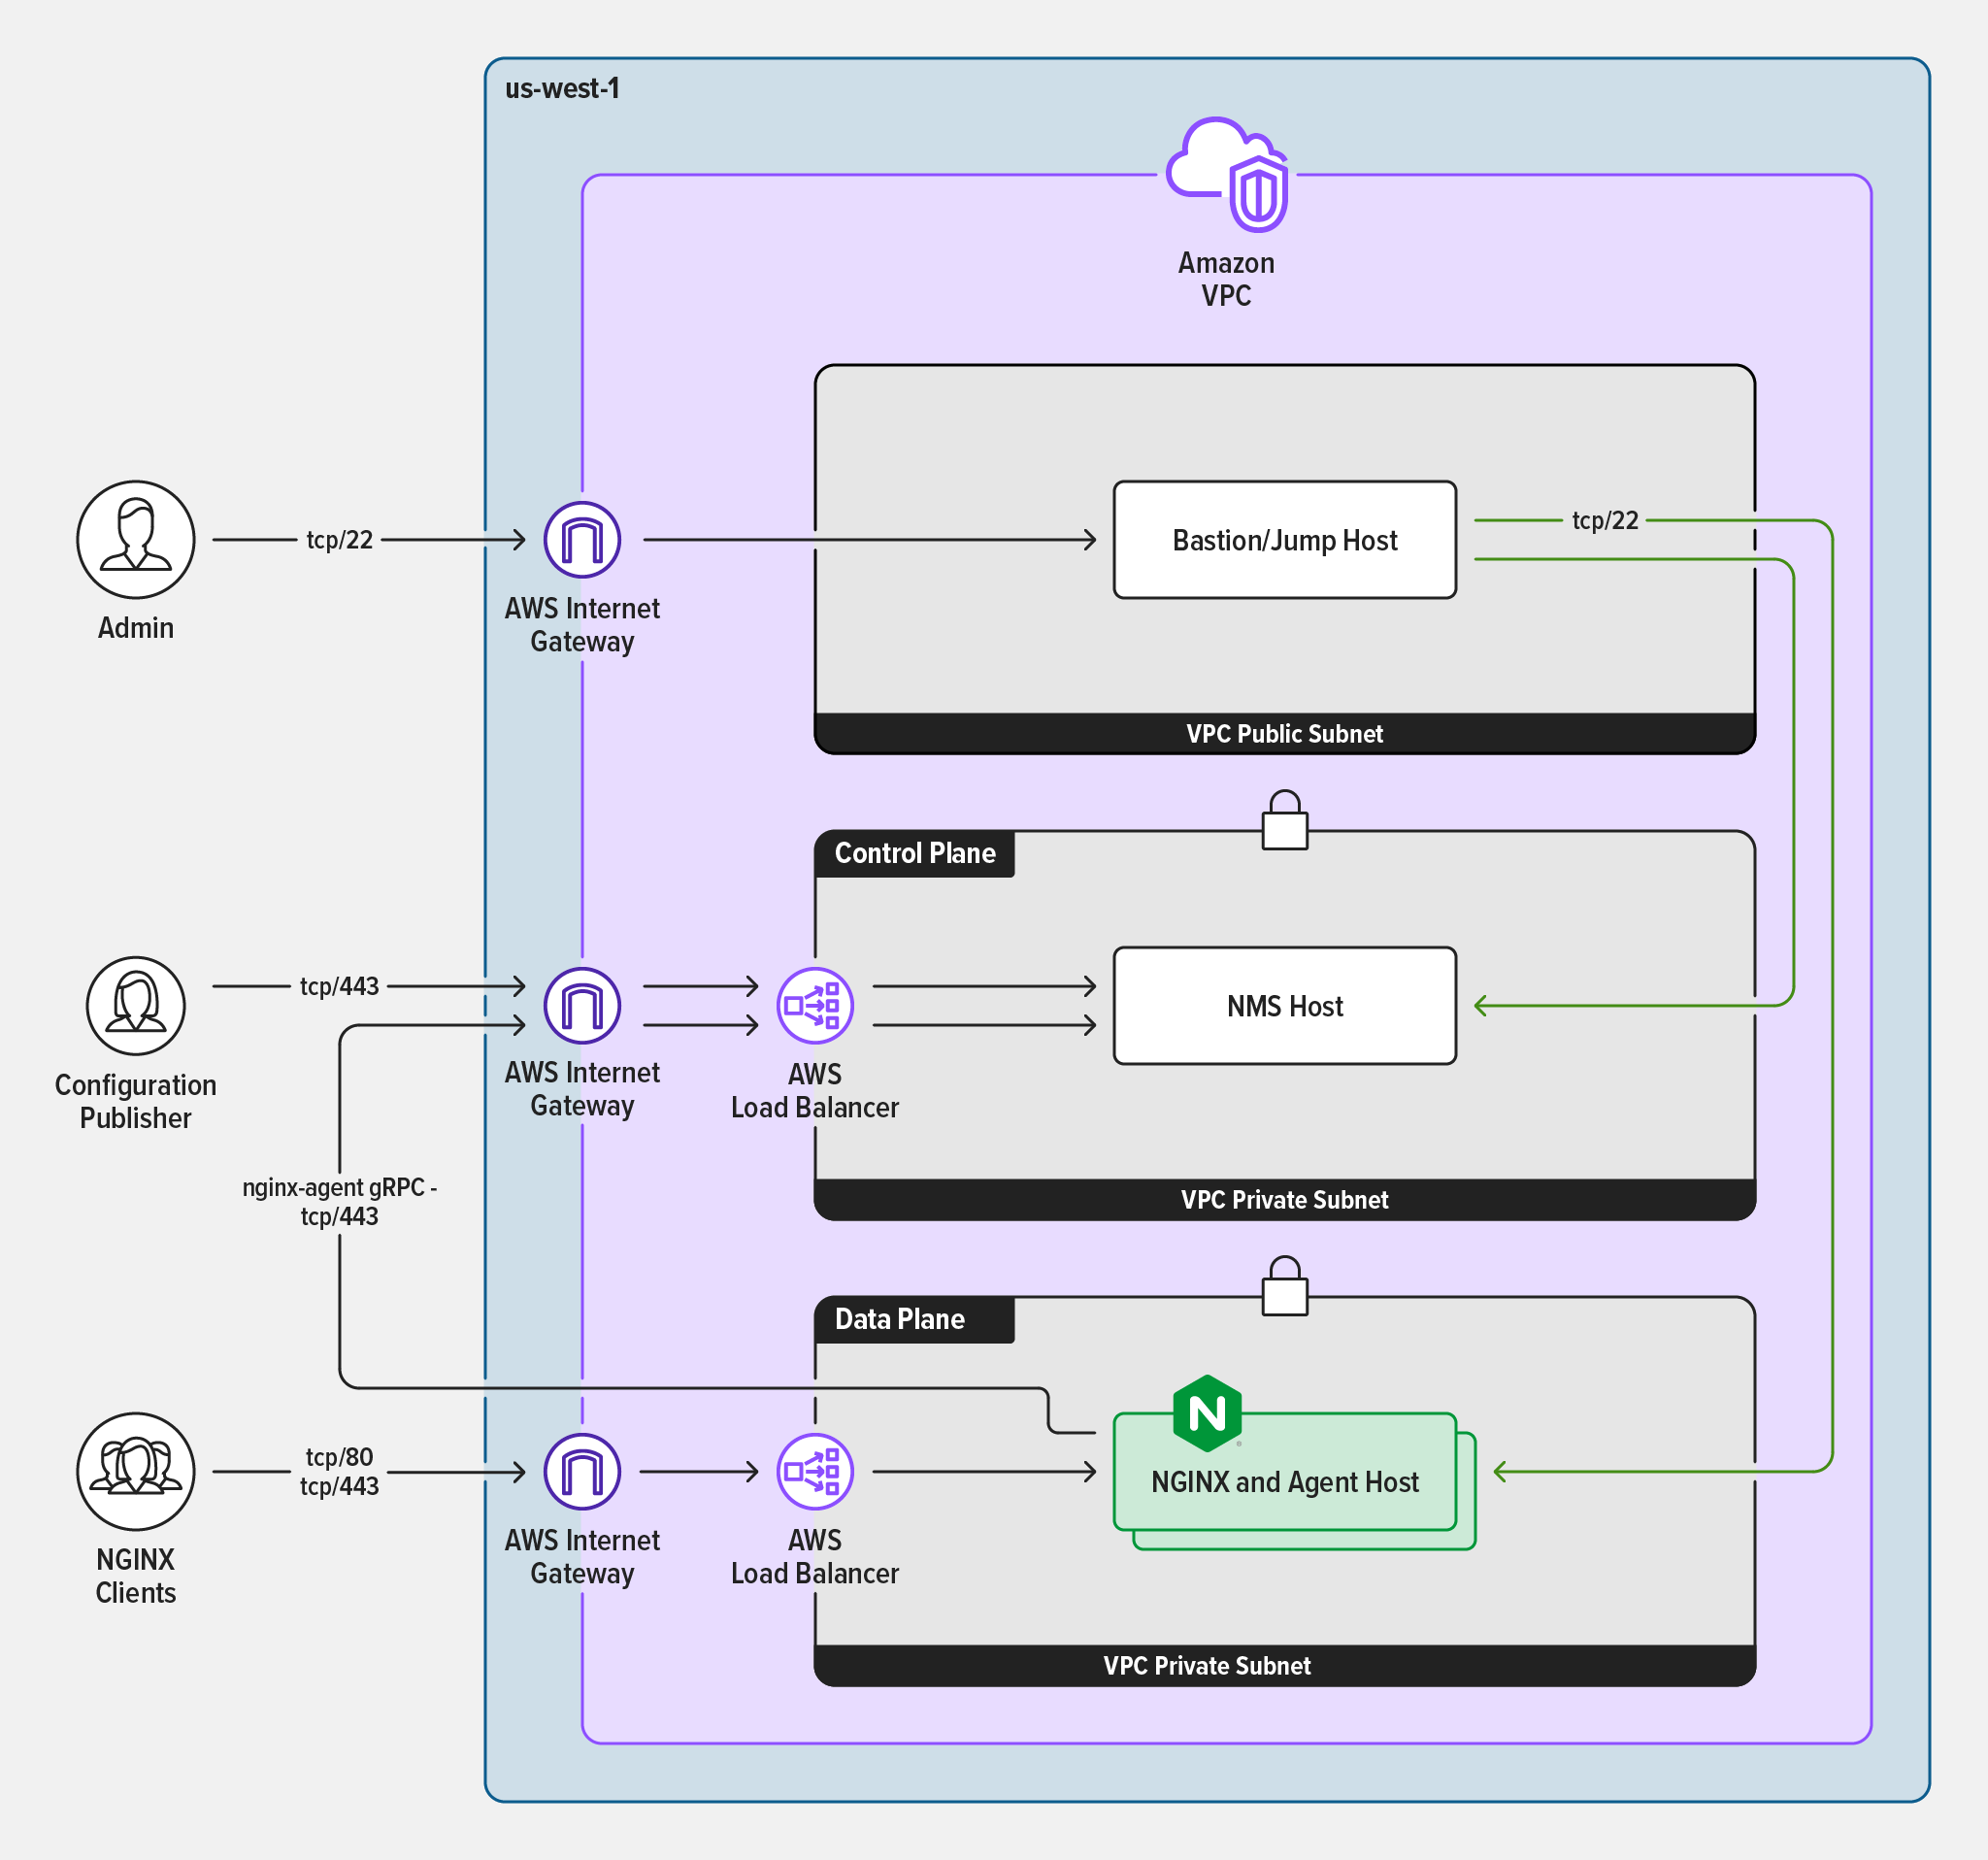 us-west-1
Amazon
VPC
Admin
tcp/22
AWS Internet
Gateway
Bastion/Jump Host
tcp/22
VPC Public Subnet
Control Plane
Configuration
Publisher
tcp/443
AWS Internet
Gateway
AWS
Load Balancer
NMS Host
nginx-agent gRPC -
tcp/443
VPC Private Subnet
Data Plane
NGINX
Clients
tcp/80
tcp/443
AWS Internet
Gateway
AWS
Load Balancer
N
NGINX and Agent Host
VPC Private Subnet